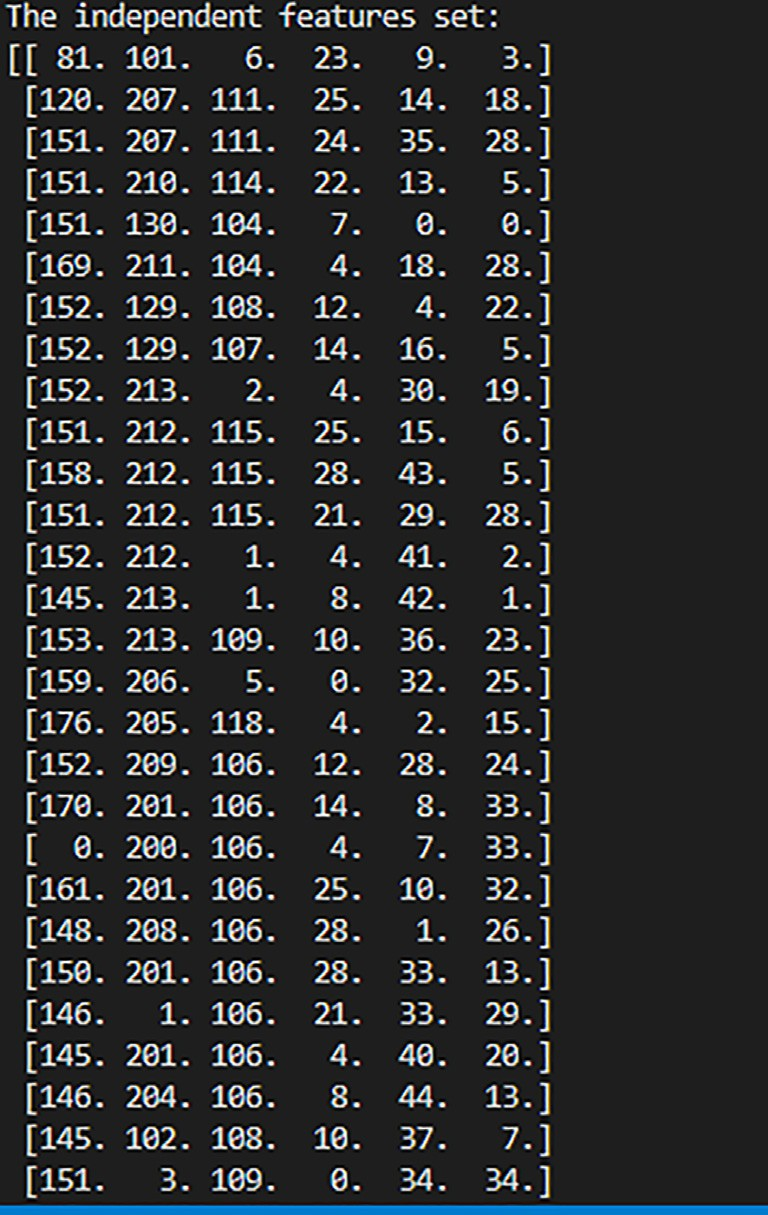 The independent features set:
[[ 81. 101.   6.  23.   9.   3.]
 [120. 207. 111.  25.  14.  18.]
 [151. 207. 111.  24.  35.  28.]
 [151. 210. 114.  22.  13.   5.]
 [151. 130. 104.   7.   0.   0.]
 [169. 211. 104.   4.  18.  28.]
 [152. 129. 108.  12.   4.  22.]
 [152. 129. 107.  14.  16.   5.]
 [152. 213.   2.   4.  30.  19.]
 [151. 212. 115.  25.  15.   6.]
 [158. 212. 115.  28.  43.   5.]
 [151. 212. 115.  21.  29.  28.]
 [152. 212.   1.   4.  41.   2.]
 [145. 213.   1.   8.  42.   1.]
 [153. 213. 109.  10.  36.  23.]
 [159. 206.   5.   0.  32.  25.]
 [176. 205. 118.   4.   2.  15.]
 [152. 209. 106.  12.  28.  24.]
 [170. 201. 106.  14.   8.  33.]
 [  0. 200. 106.   4.   7.  33.]
 [161. 201. 106.  25.  10.  32.]
 [148. 208. 106.  28.   1.  26.]
 [150. 201. 106.  28.  33.  13.]
 [146.   1. 106.  21.  33.  29.]
 [145. 201. 106.   4.  40.  20.]
 [146. 204. 106.   8.  44.  13.]
 [145. 102. 108.  10.  37.   7.]
 [151.   3. 109.   0.  34.  34.]